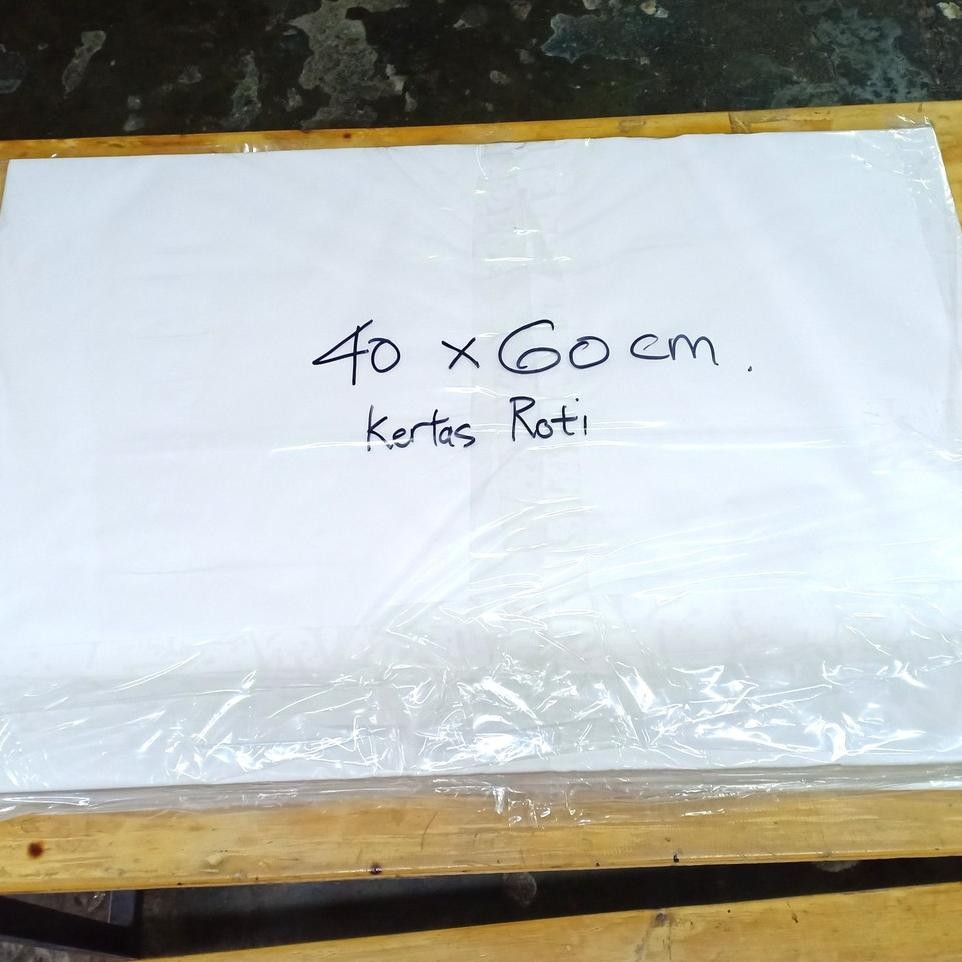 40 x 60 cm.
Kertas Roti